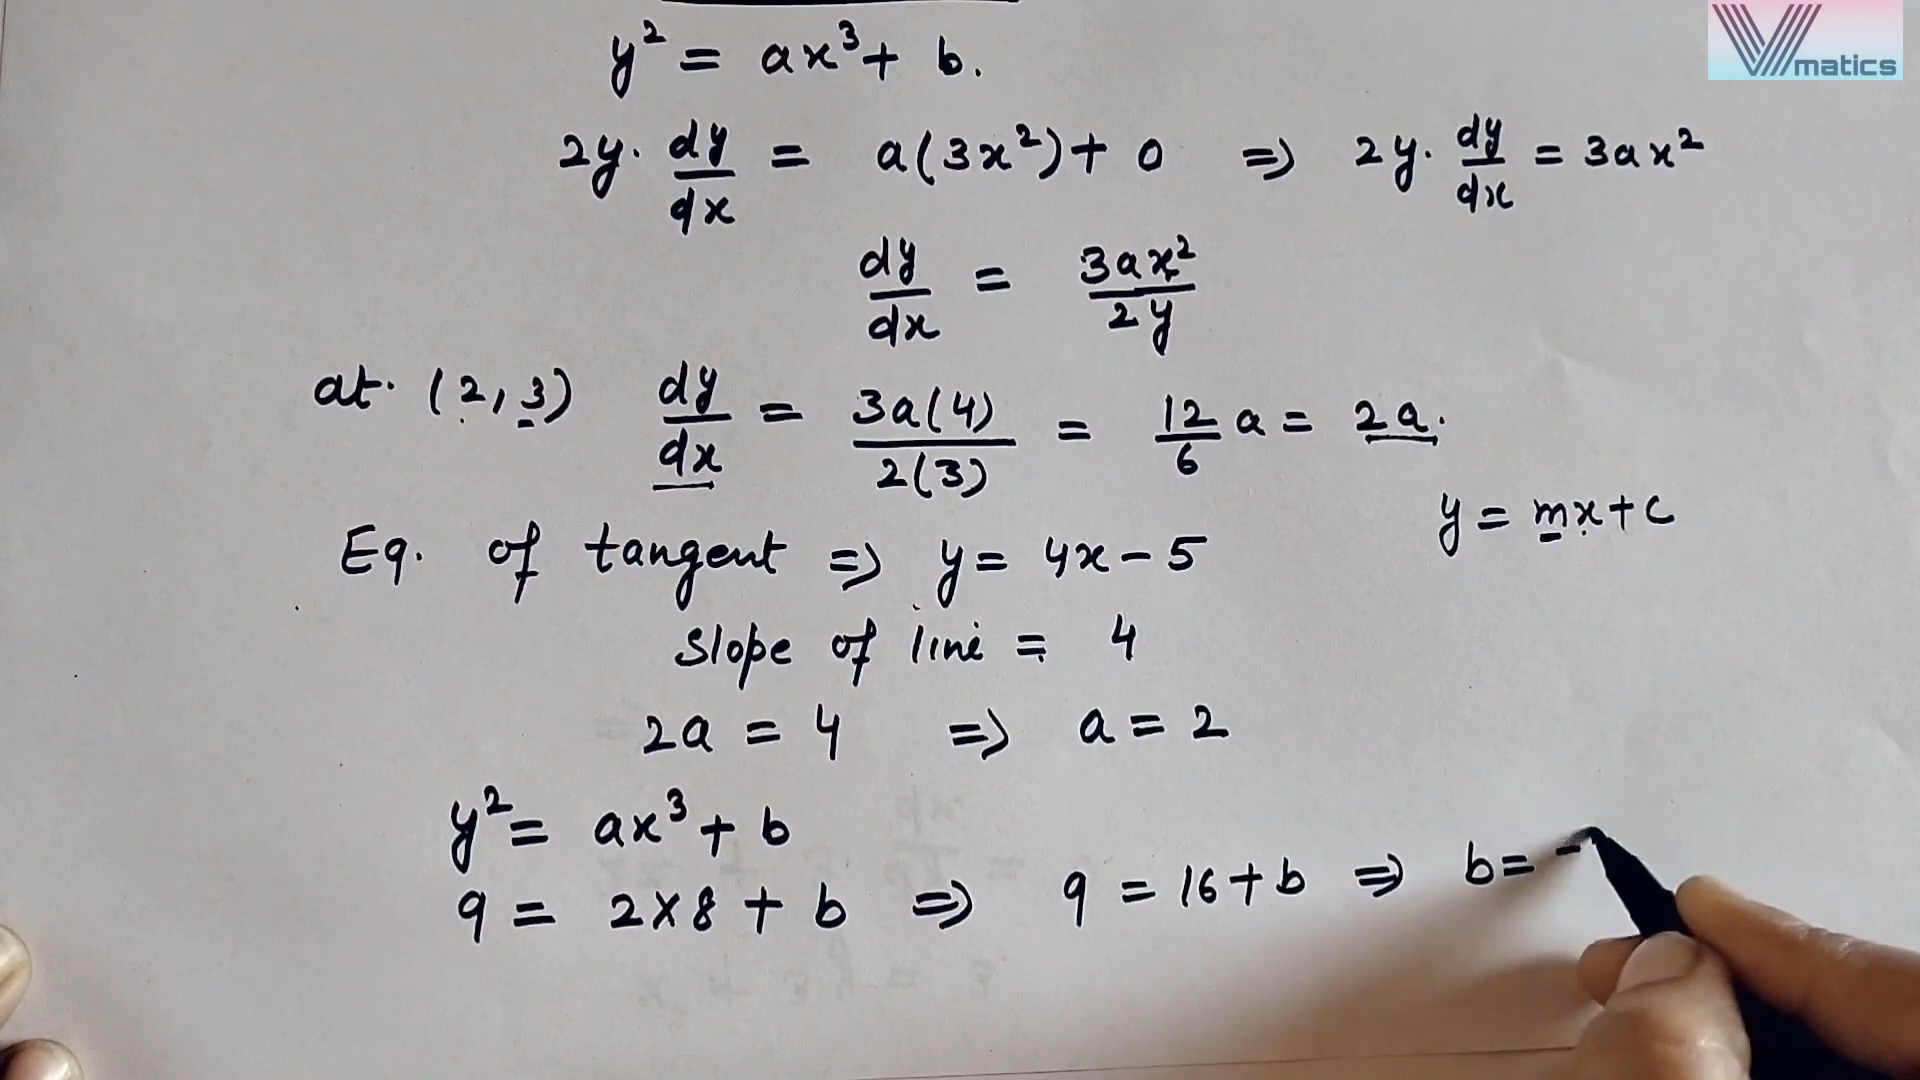 Vmatics
y² = ax³ + b.
2y. dy/dx = a(3x²) + 0 => 2y. dy/dx = 3ax²
dy/dx = 3ax²/2y
at. (2, 3) dy/dx = 3a(4)/2(3) = 12/6 a = 2a.
y = mx + c
Eq. of tangent => y = 4x - 5
Slope of line = 4
2a = 4 => a = 2
y² = ax³ + b
9 = 2 x 8 + b => 9 = 16 + b => b = -